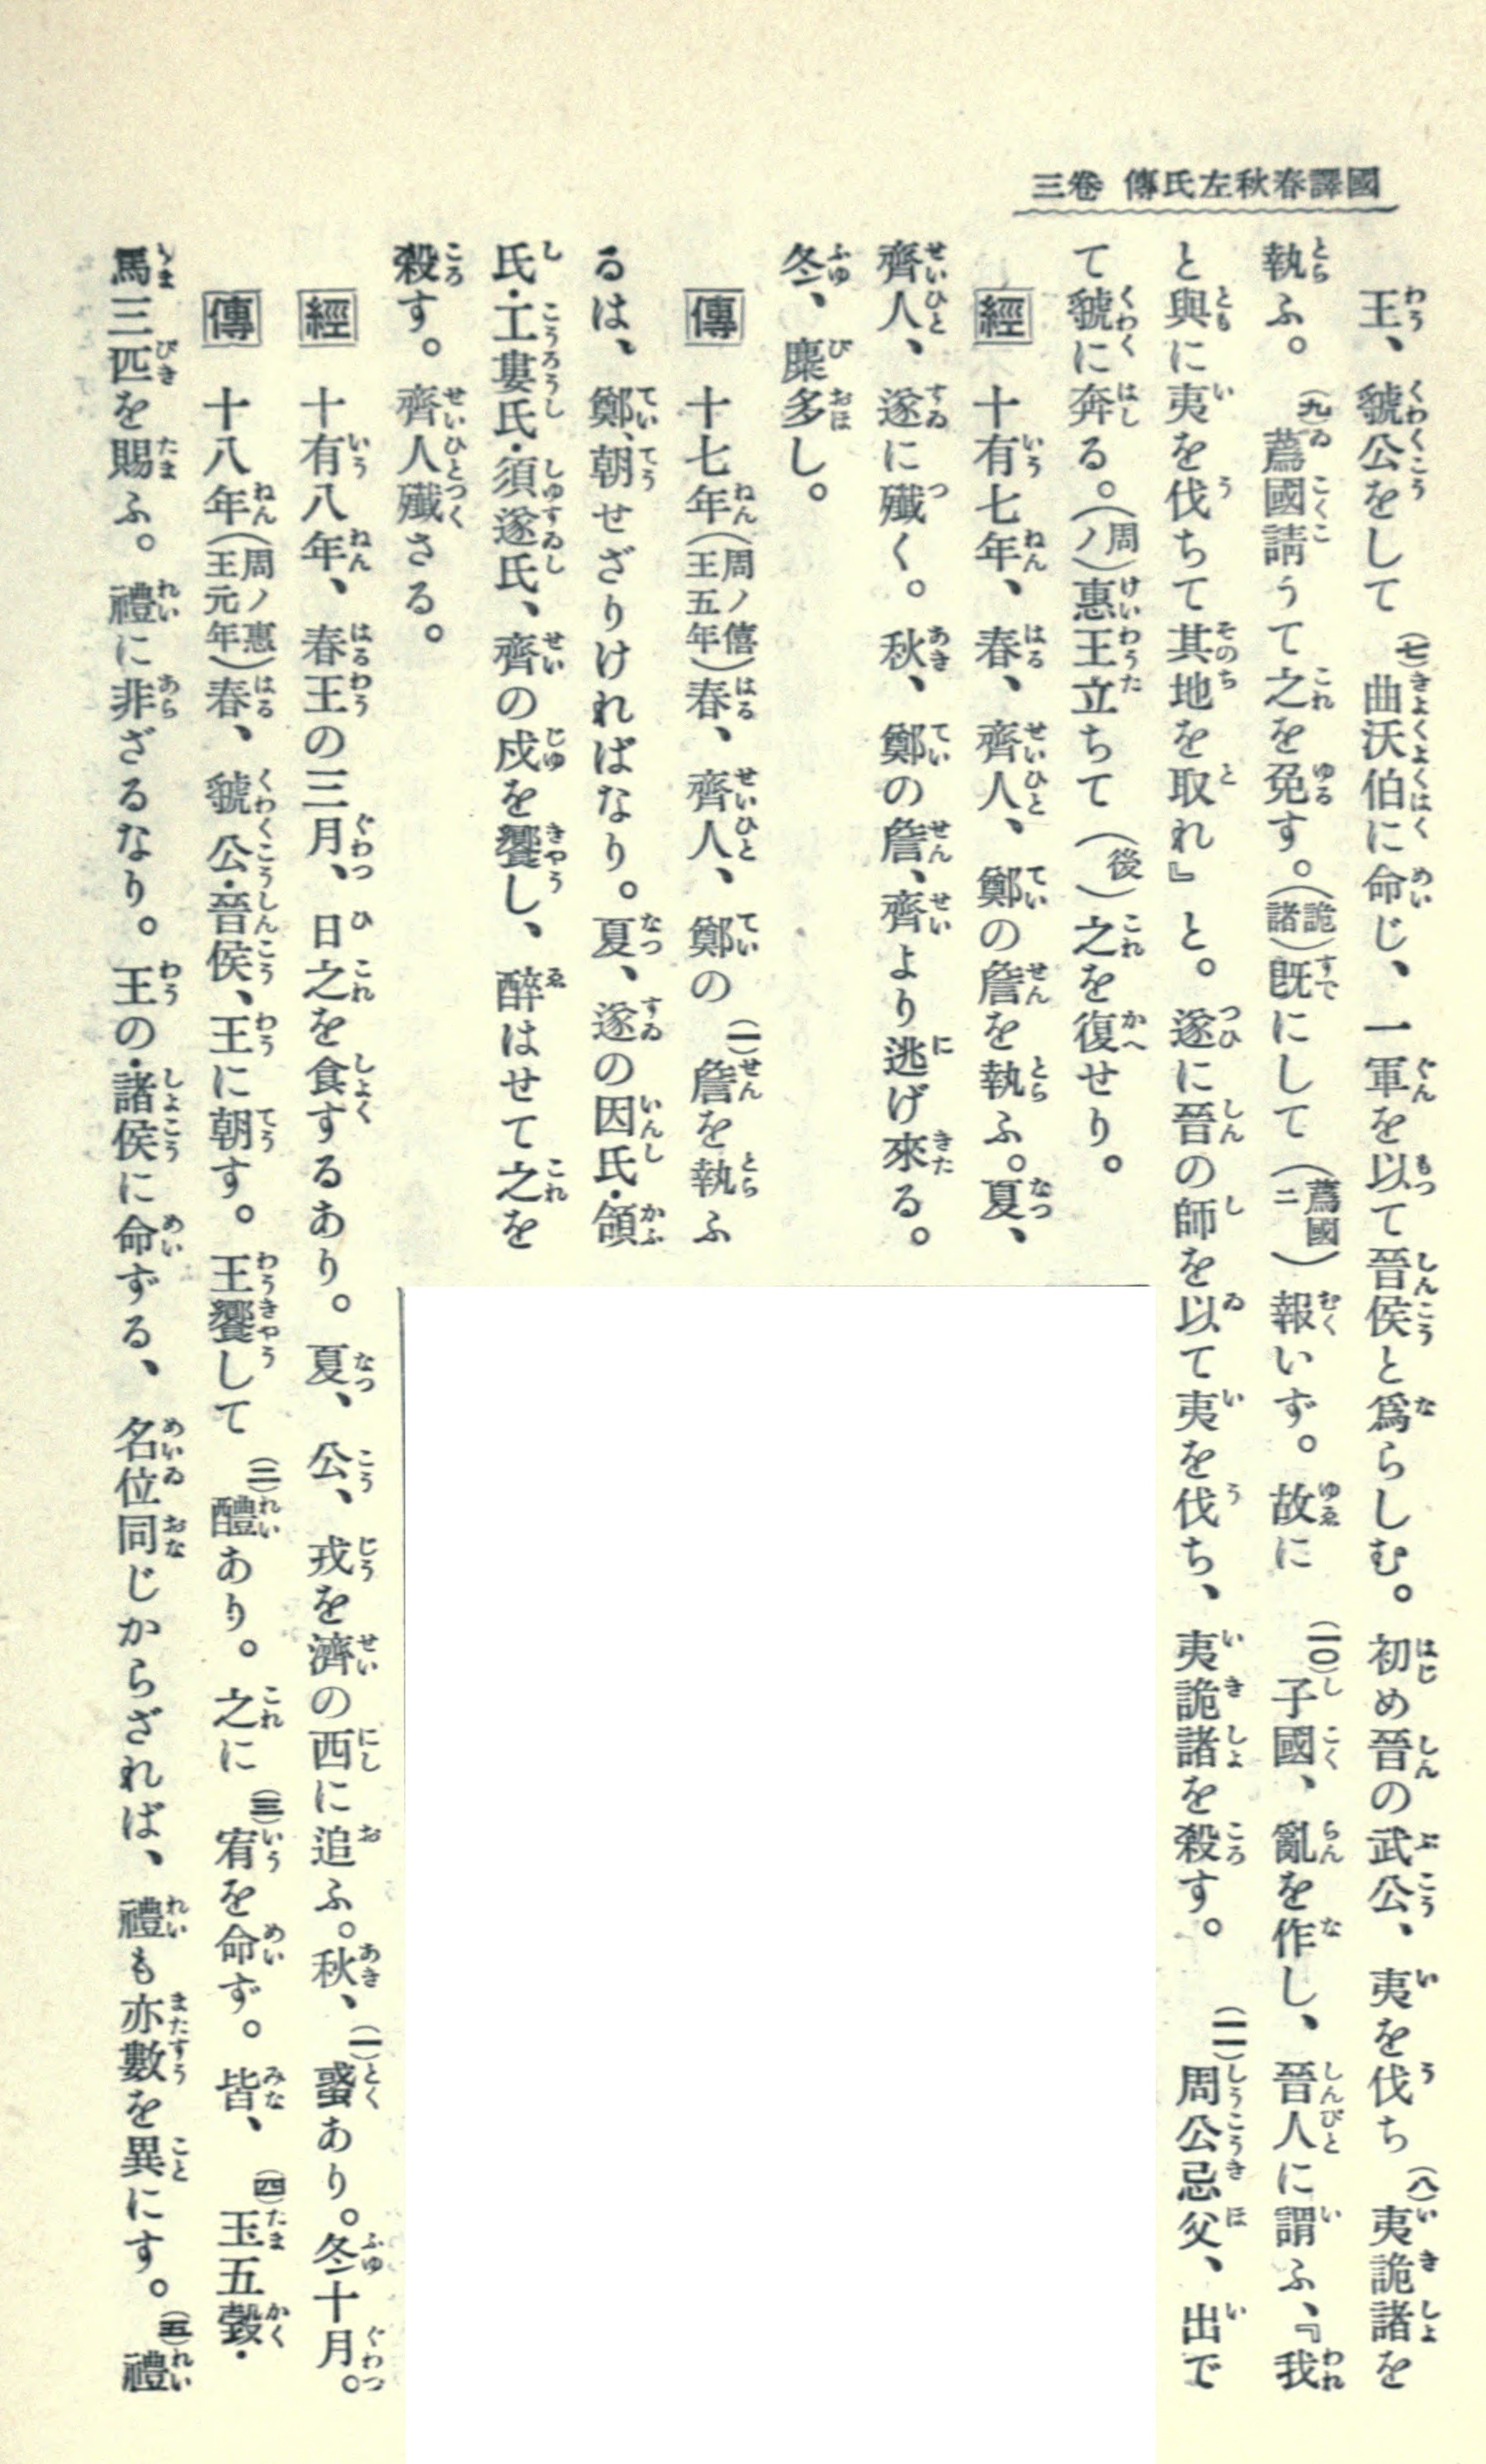 國譯春秋左氏傳 卷三
王、虢公をして(七)曲沃伯に命じ、一軍を以て晉侯と爲らしむ。初め晉の武公、夷を伐ち(八)夷詭諸を
執ふ。(九)蔿國請うて之を免す。(詭諸)既にして(蔿國ニ)報いず。故に(一〇)子國、亂を作し、晉人に謂ふ、『我
と與に夷を伐ちて其地を取れ』と。遂に晉の師を以て夷を伐ち、夷詭諸を殺す。(一一)周公忌父、出で
て虢に奔る。(周ノ)惠王立ちて(後)之を復せり。
經 十有七年、春、齊人、鄭の詹を執ふ。夏、
齊人、遂に殲く。秋、鄭の詹、齊より逃げ來る。
冬、麋多し。
傳 十七年(周ノ僖王五年)春、齊人、鄭の(一)詹を執ふ
るは、鄭、朝せざりければなり。夏、遂の因氏・頜
氏・工婁氏・須遂氏、齊の戍を饗し、醉はせて之を
殺す。齊人殲さる。
經 十有八年、春王の三月、日之を食するあり。夏、公、戎を濟の西に追ふ。秋、(一)蜮あり。冬十月。
傳 十八年(周ノ惠王元年)春、虢公・晉侯、王に朝す。王饗して(二)醴あり。之に(三)宥を命ず。皆、(四)玉五瑴・
馬三匹を賜ふ。禮に非ざるなり。王の・諸侯に命ずる、名位同じからざれば、禮も亦數を異にす。(五)禮